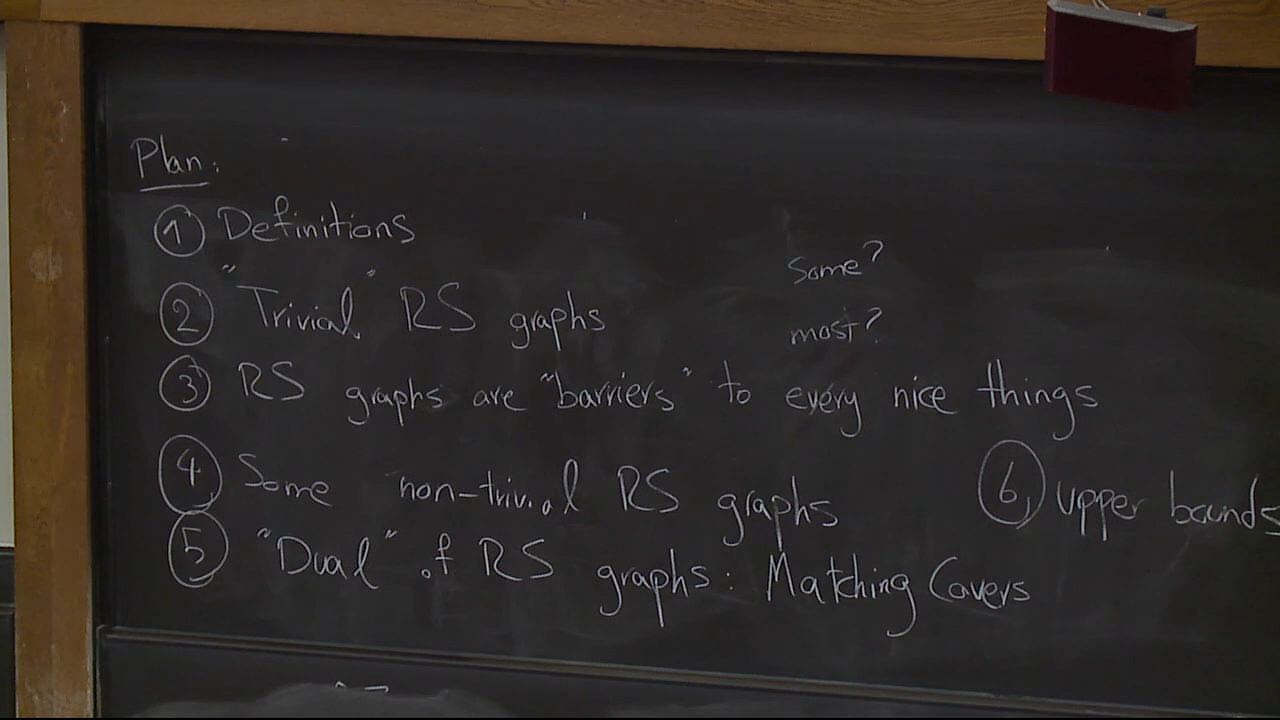 Plan:
① Definitions
② "Trivial" RS graphs
Some?
most?
③ RS graphs are "barriers" to every nice things
④ Some non-trivial RS graphs
⑤ "Dual" of RS graphs: Matching Covers
⑥ upper bounds